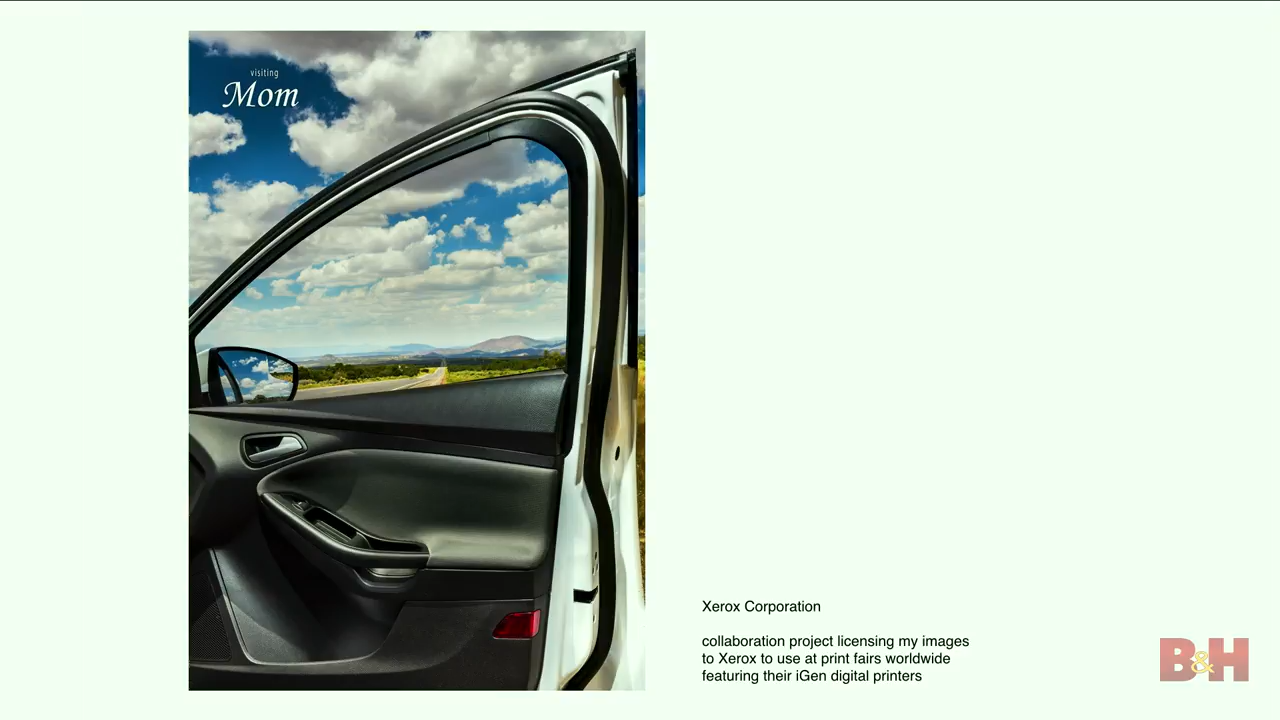 visiting
Mom
Xerox Corporation
collaboration project licensing my images
to Xerox to use at print fairs worldwide
featuring their iGen digital printers
B&H